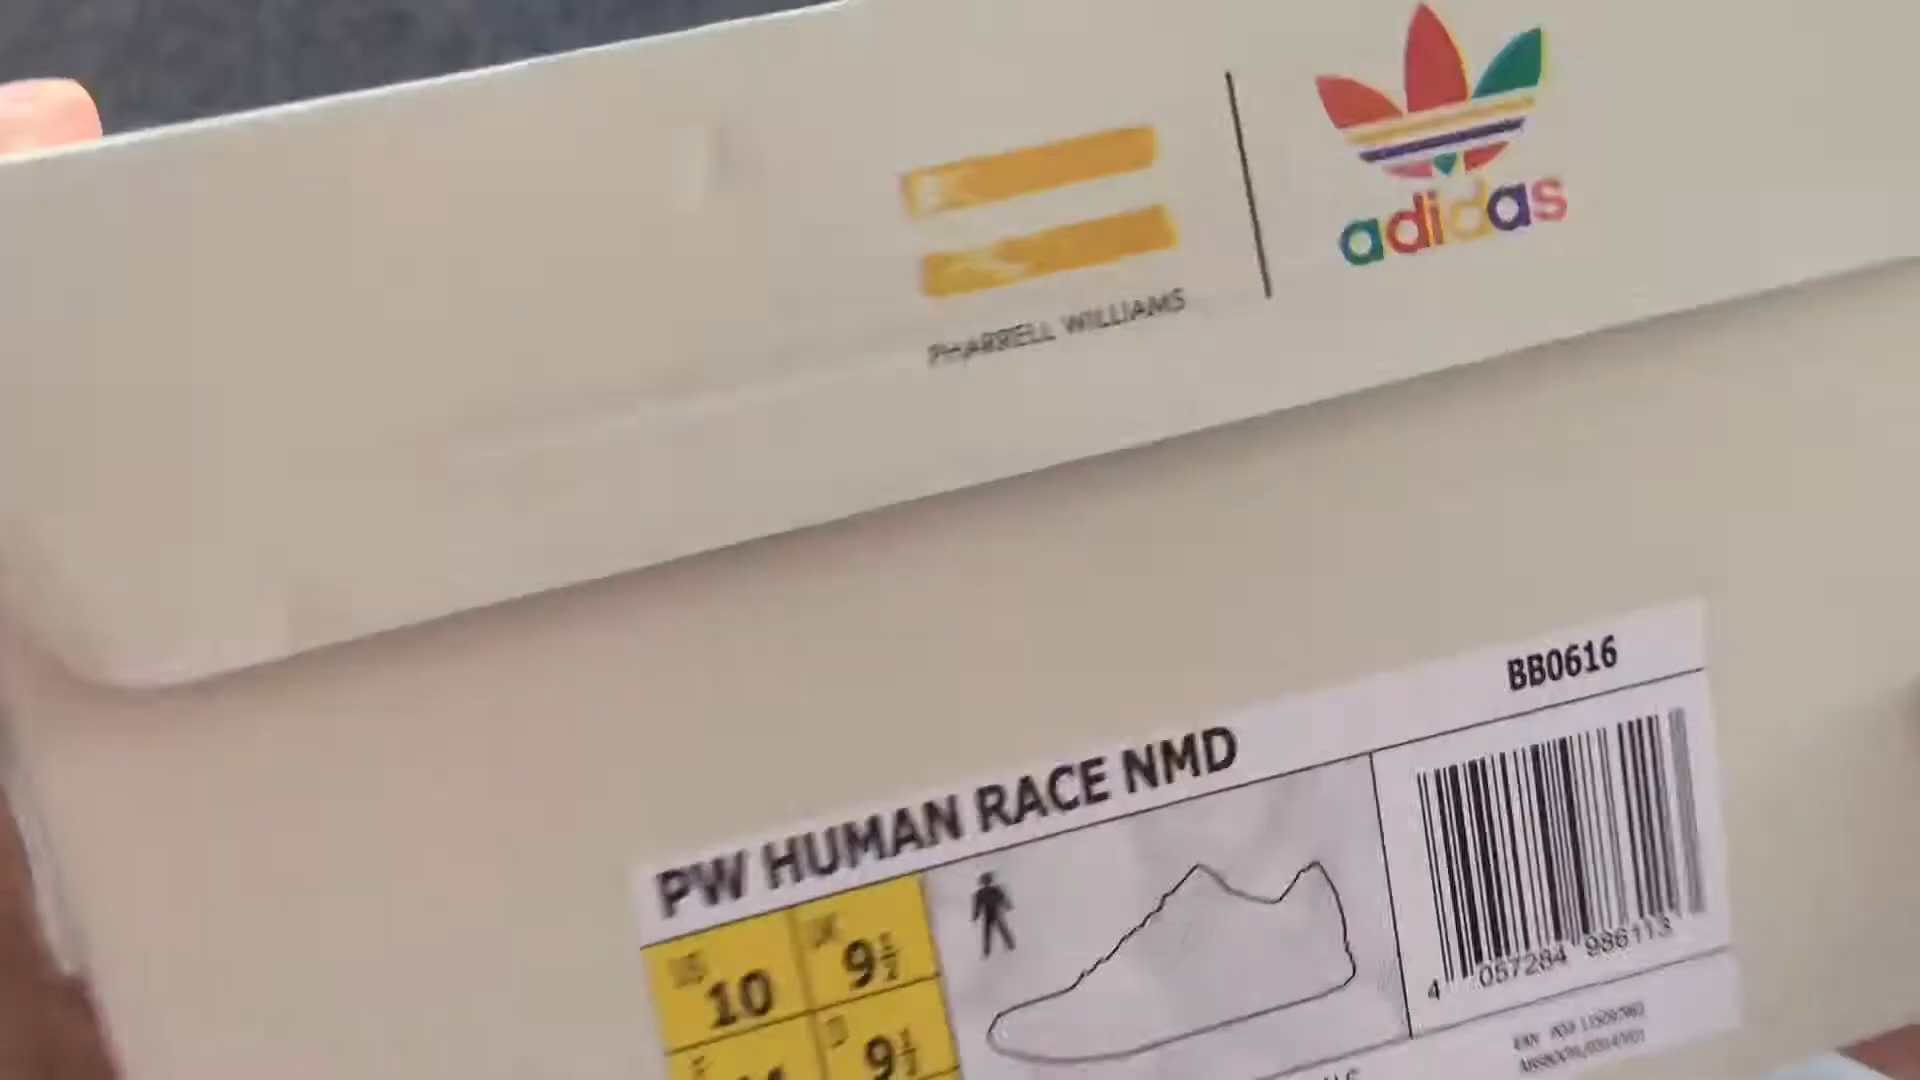 adidas
PHARRELL WILLIAMS
BB0616
PW HUMAN RACE NMD
US 10 UK 9½
F D 9½
4 057284 986113